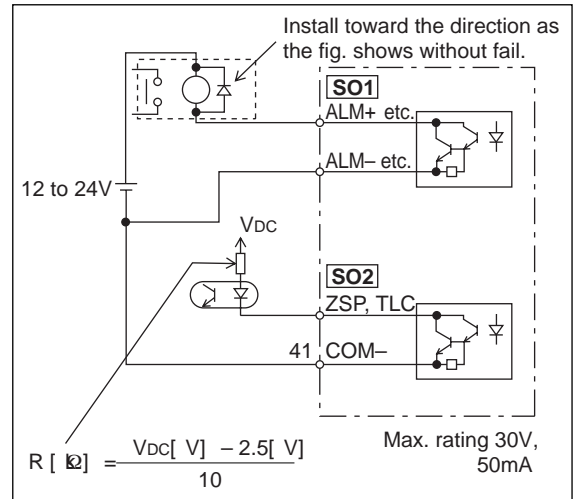 Install toward the direction as
the fig. shows without fail.
SO1
ALM+ etc.
ALM– etc.
12 to 24V
VDC
SO2
ZSP, TLC
41 COM–
Max. rating 30V,
50mA
R [ kΩ] = VDC[ V] – 2.5[ V]
10